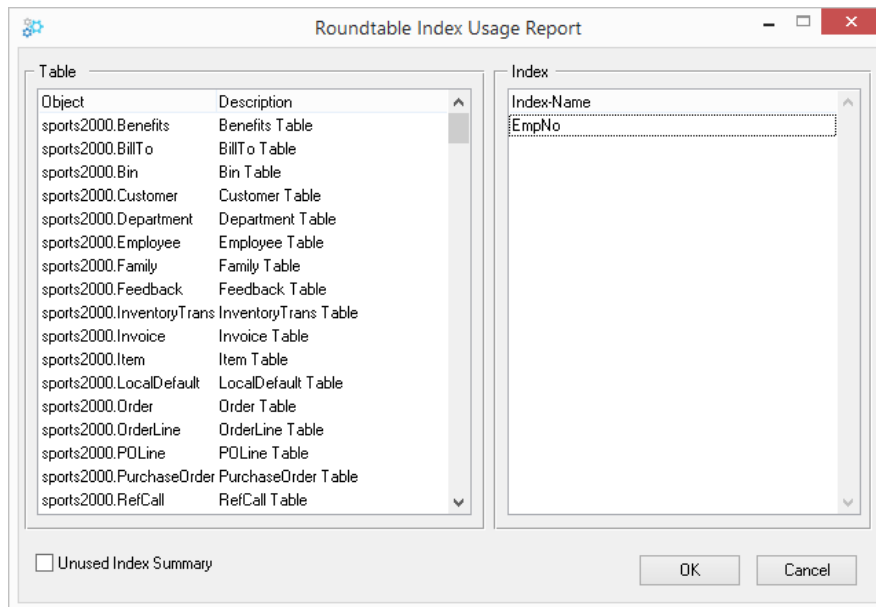 Roundtable Index Usage Report
Table
Object Description
sports2000.Benefits Benefits Table
sports2000.BillTo BillTo Table
sports2000.Bin Bin Table
sports2000.Customer Customer Table
sports2000.Department Department Table
sports2000.Employee Employee Table
sports2000.Family Family Table
sports2000.Feedback Feedback Table
sports2000.InventoryTrans InventoryTrans Table
sports2000.Invoice Invoice Table
sports2000.Item Item Table
sports2000.LocalDefault LocalDefault Table
sports2000.Order Order Table
sports2000.OrderLine OrderLine Table
sports2000.POLine POLine Table
sports2000.PurchaseOrder PurchaseOrder Table
sports2000.RefCall RefCall Table
Index
Index-Name
EmpNo
Unused Index Summary
OK Cancel